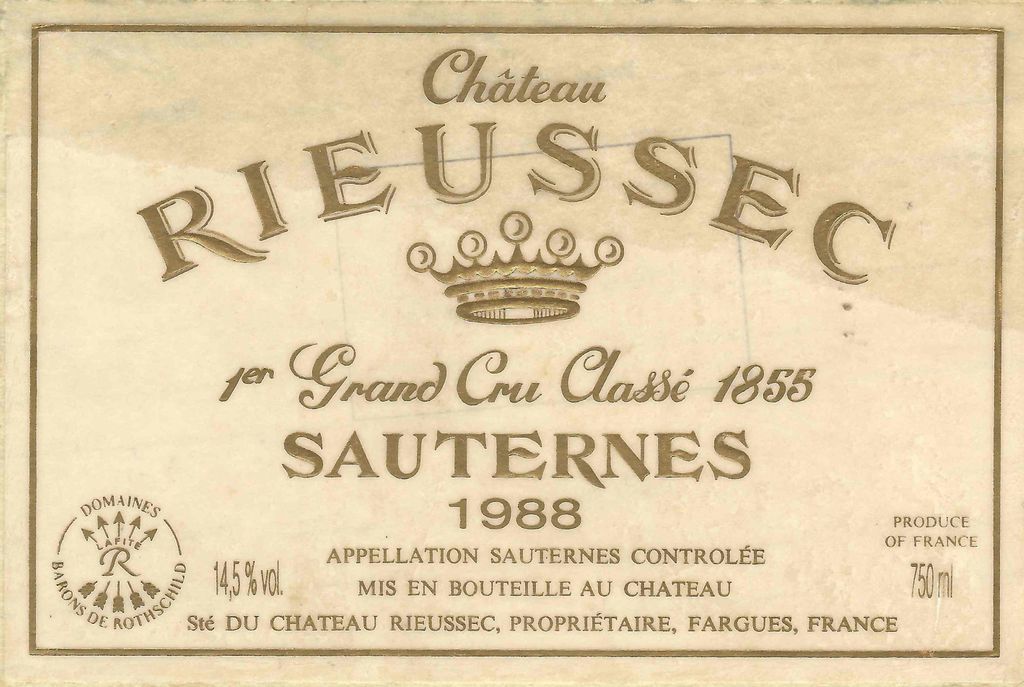 Château
RIEUSSEC
1er Grand Cru Classé 1855
SAUTERNES
1988
DOMAINES
LAFITE
R
BARONS DE ROTHSCHILD
14,5 % vol.
APPELLATION SAUTERNES CONTROLÉE
MIS EN BOUTEILLE AU CHATEAU
PRODUCE
OF FRANCE
750 ml
Sté DU CHATEAU RIEUSSEC, PROPRIÉTAIRE, FARGUES, FRANCE